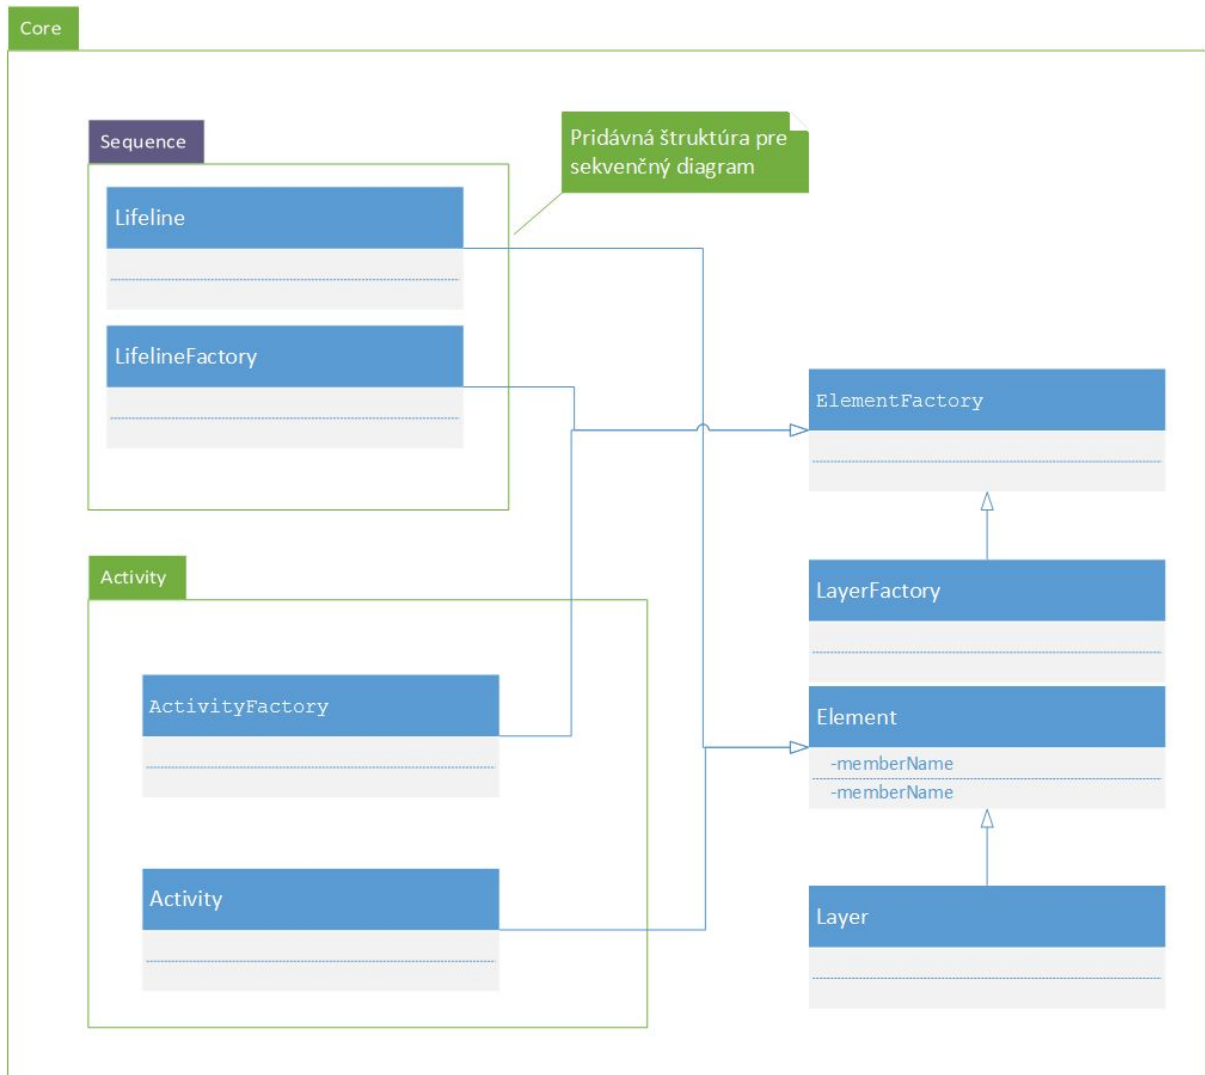 Core
Sequence
Pridávná štruktúra pre
sekvenčný diagram
Lifeline
LifelineFactory
ElementFactory
Activity
LayerFactory
ActivityFactory
Element
-memberName
-memberName
Activity
Layer